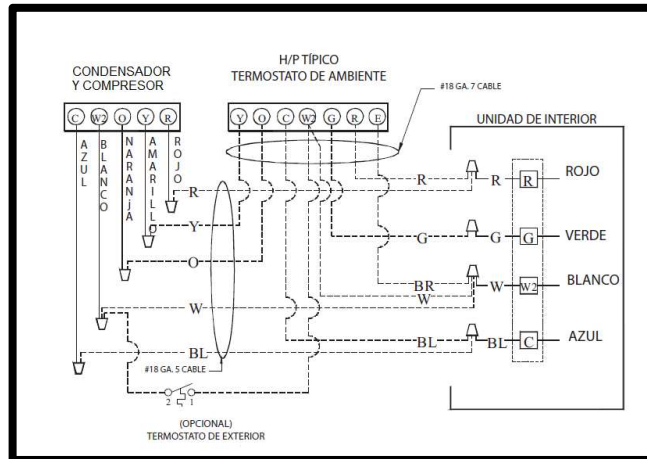 H/P TÍPICO
TERMOSTATO DE AMBIENTE
CONDENSADOR
Y COMPRESOR
#18 GA. 7 CABLE
C W2 O Y R
Y O C W2 G R E
UNIDAD DE INTERIOR
AZUL
BLANCO
NARANjA
AMARILLO
ROJO
R
R R R ROJO
Y
G G G VERDE
O
BR
W W2 BLANCO
W
W
BL
BL BL C AZUL
#18 GA. 5 CABLE
2 1
(OPCIONAL)
TERMOSTATO DE EXTERIOR